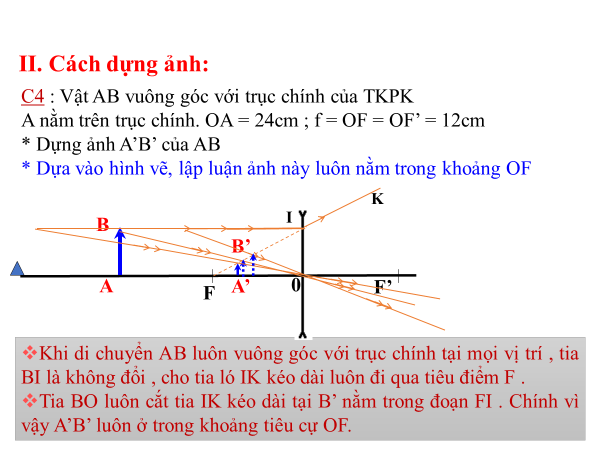 II. Cách dựng ảnh:
C4 : Vật AB vuông góc với trục chính của TKPK
A nằm trên trục chính. OA = 24cm ; f = OF = OF’ = 12cm
* Dựng ảnh A’B’ của AB
* Dựa vào hình vẽ, lập luận ảnh này luôn nằm trong khoảng OF
K
I
B
B’
A
F
A’
0
F’
❖Khi di chuyển AB luôn vuông góc với trục chính tại mọi vị trí , tia
BI là không đổi , cho tia ló IK kéo dài luôn đi qua tiêu điểm F .
❖Tia BO luôn cắt tia IK kéo dài tại B’ nằm trong đoạn FI . Chính vì
vậy A’B’ luôn ở trong khoảng tiêu cự OF.